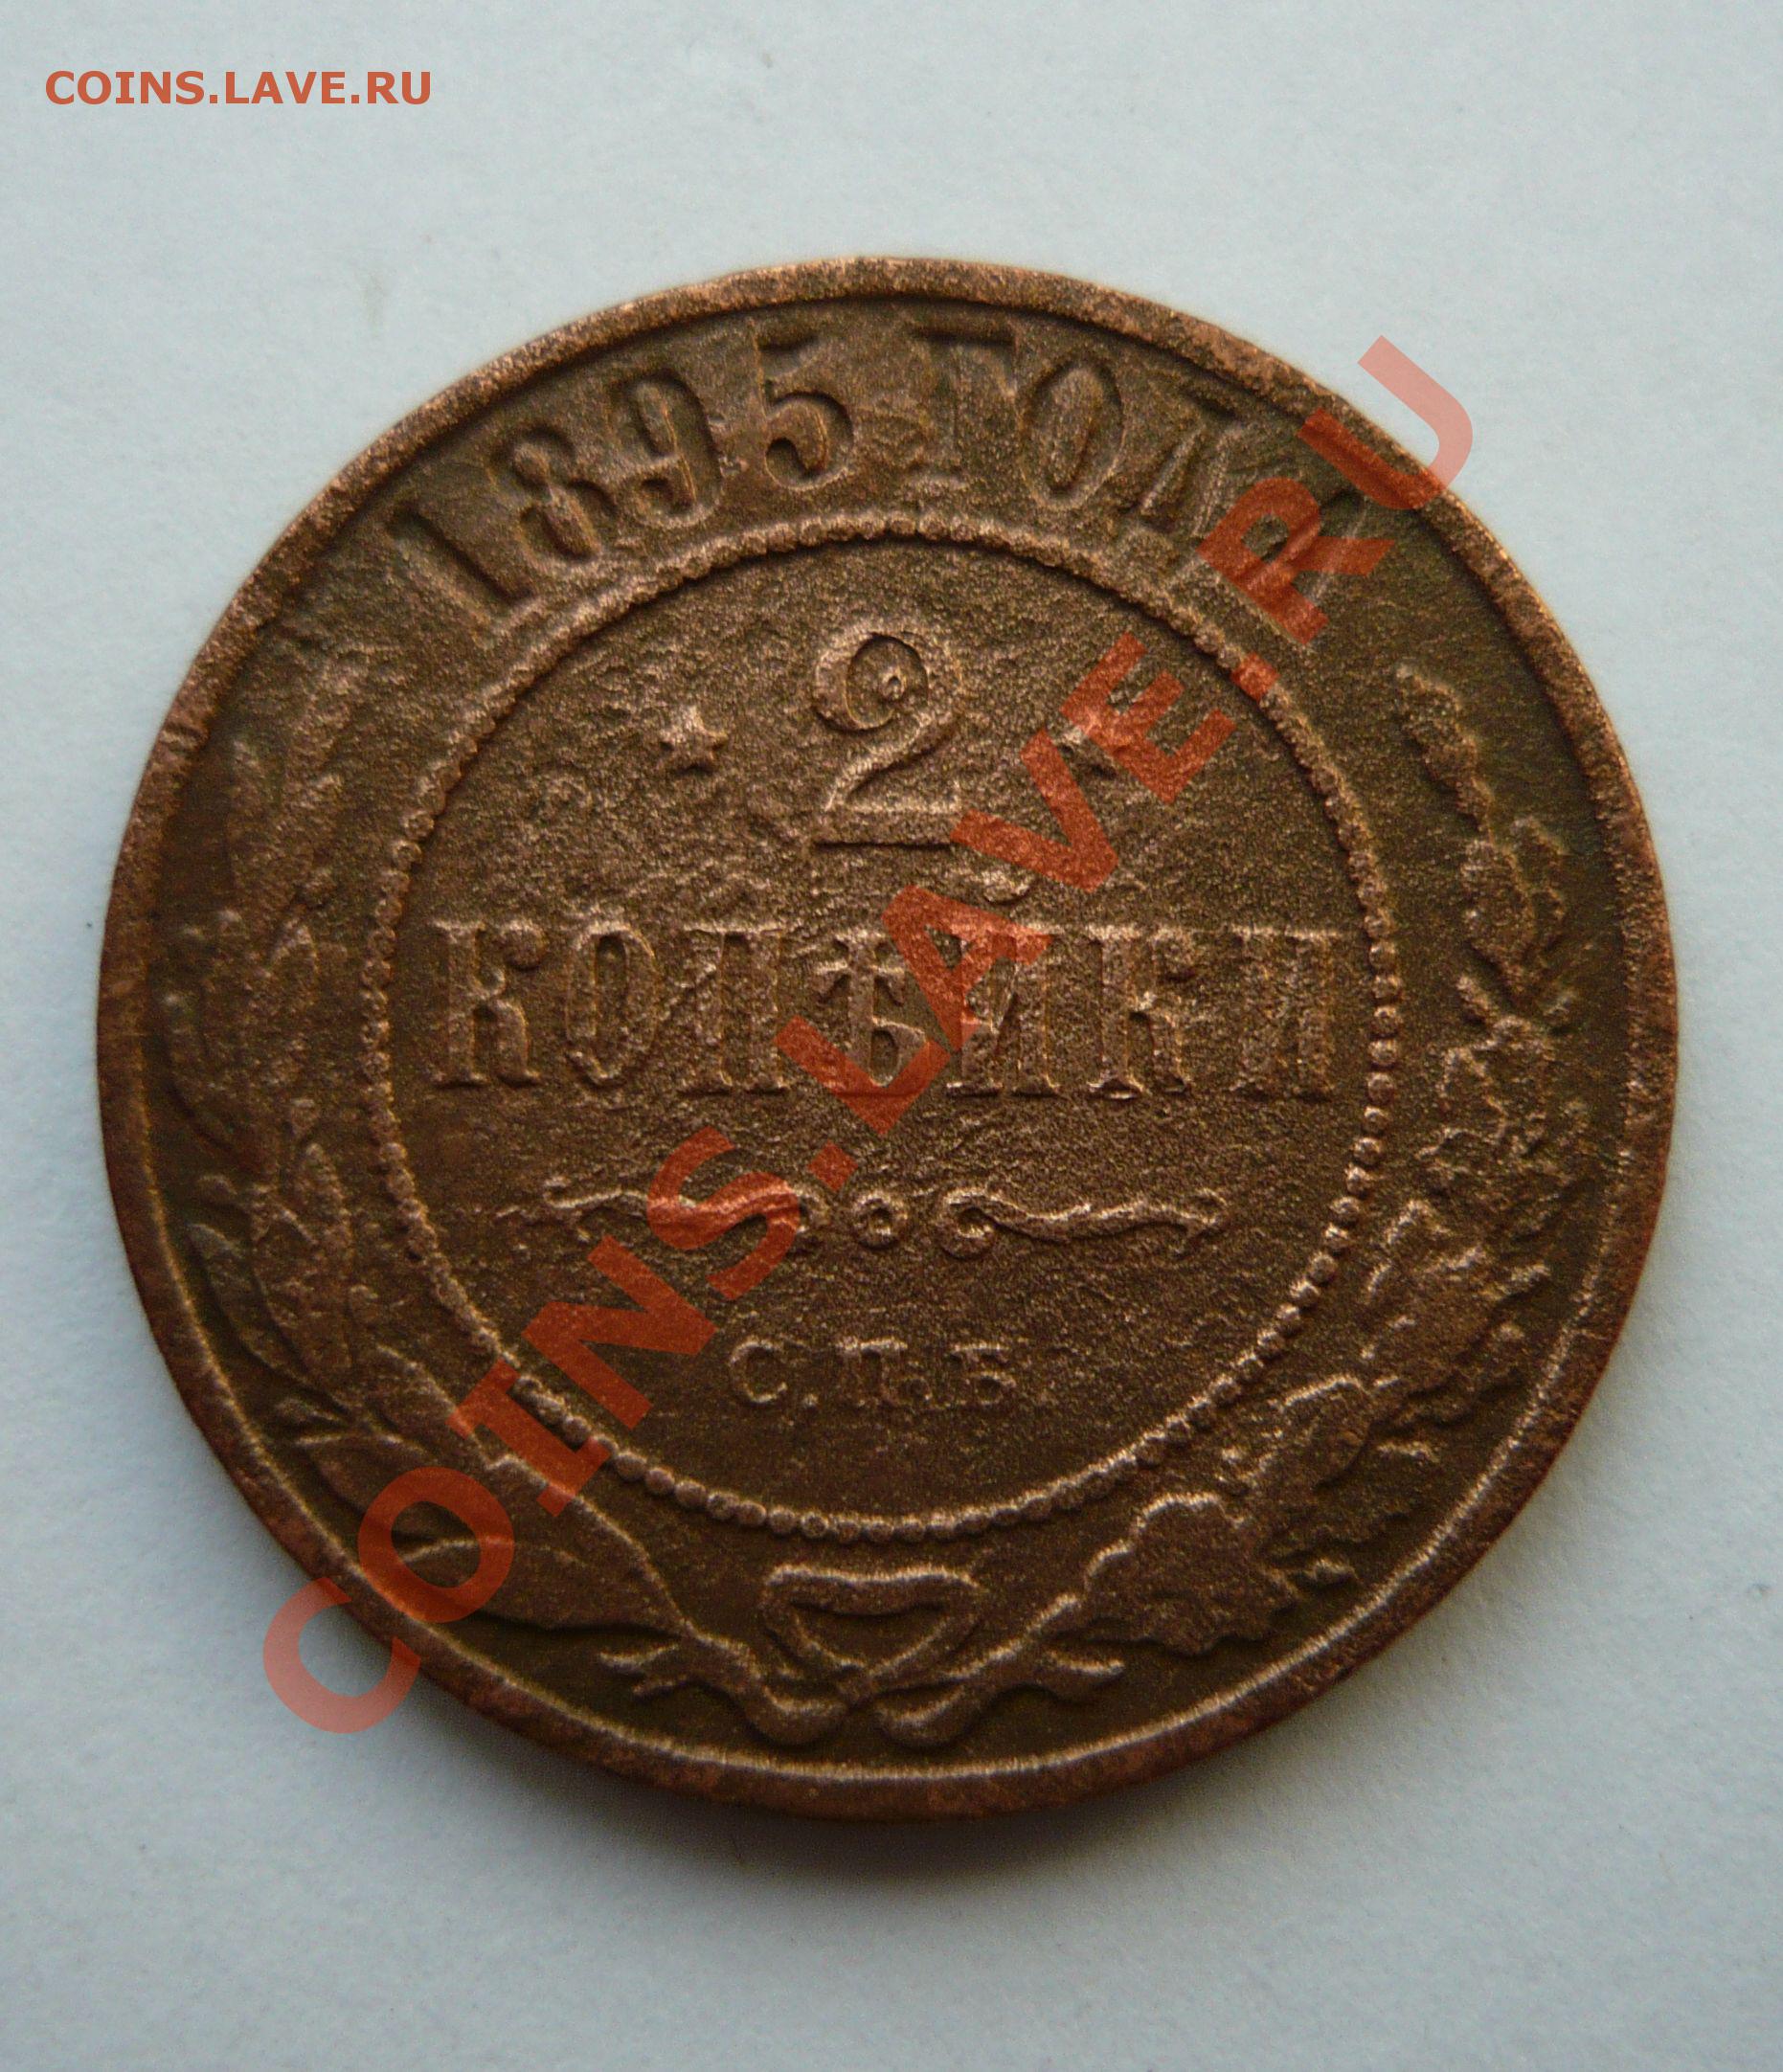 COINS.LAVE.RU
1895 ГОДА
2
КОПѢЙКИ
С.П.Б.
COINS.LAVE.RU